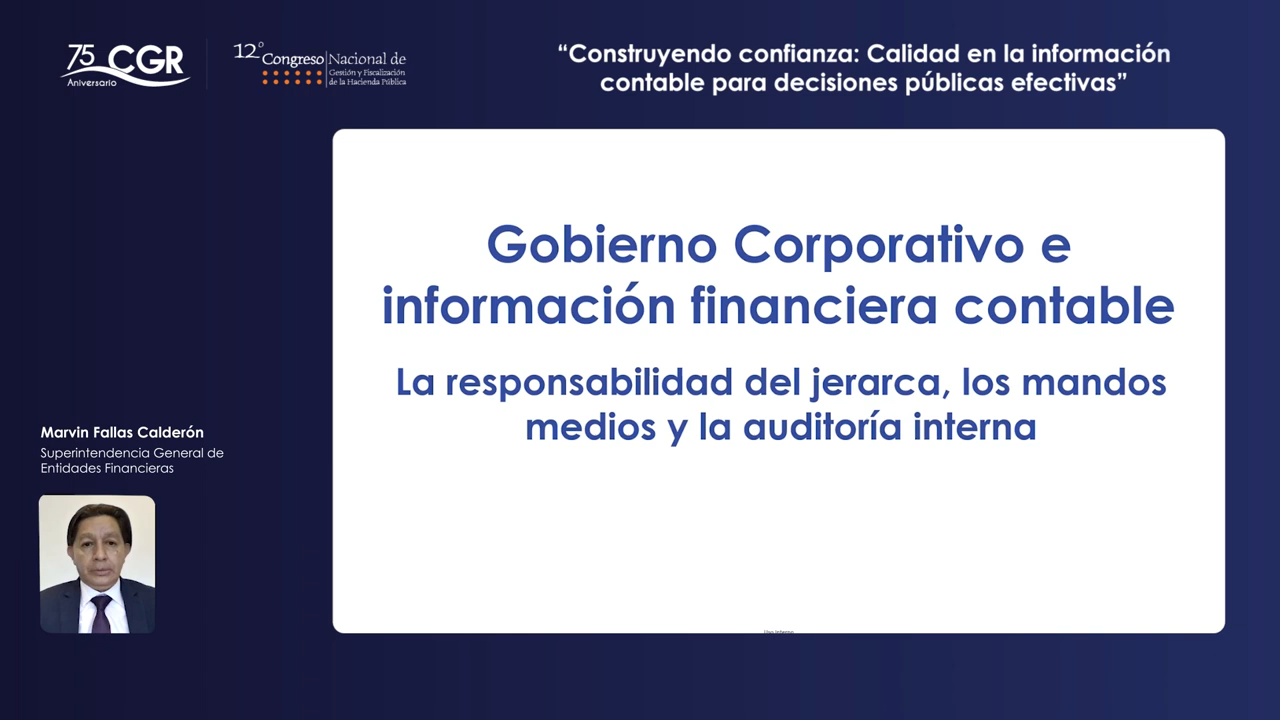 75 CGR
Aniversario
12° Congreso Nacional de
Gestión y Fiscalización
de la Hacienda Pública
“Construyendo confianza: Calidad en la información
contable para decisiones públicas efectivas”
Gobierno Corporativo e
información financiera contable
La responsabilidad del jerarca, los mandos
medios y la auditoría interna
Marvin Fallas Calderón
Superintendencia General de
Entidades Financieras
Uso Interno